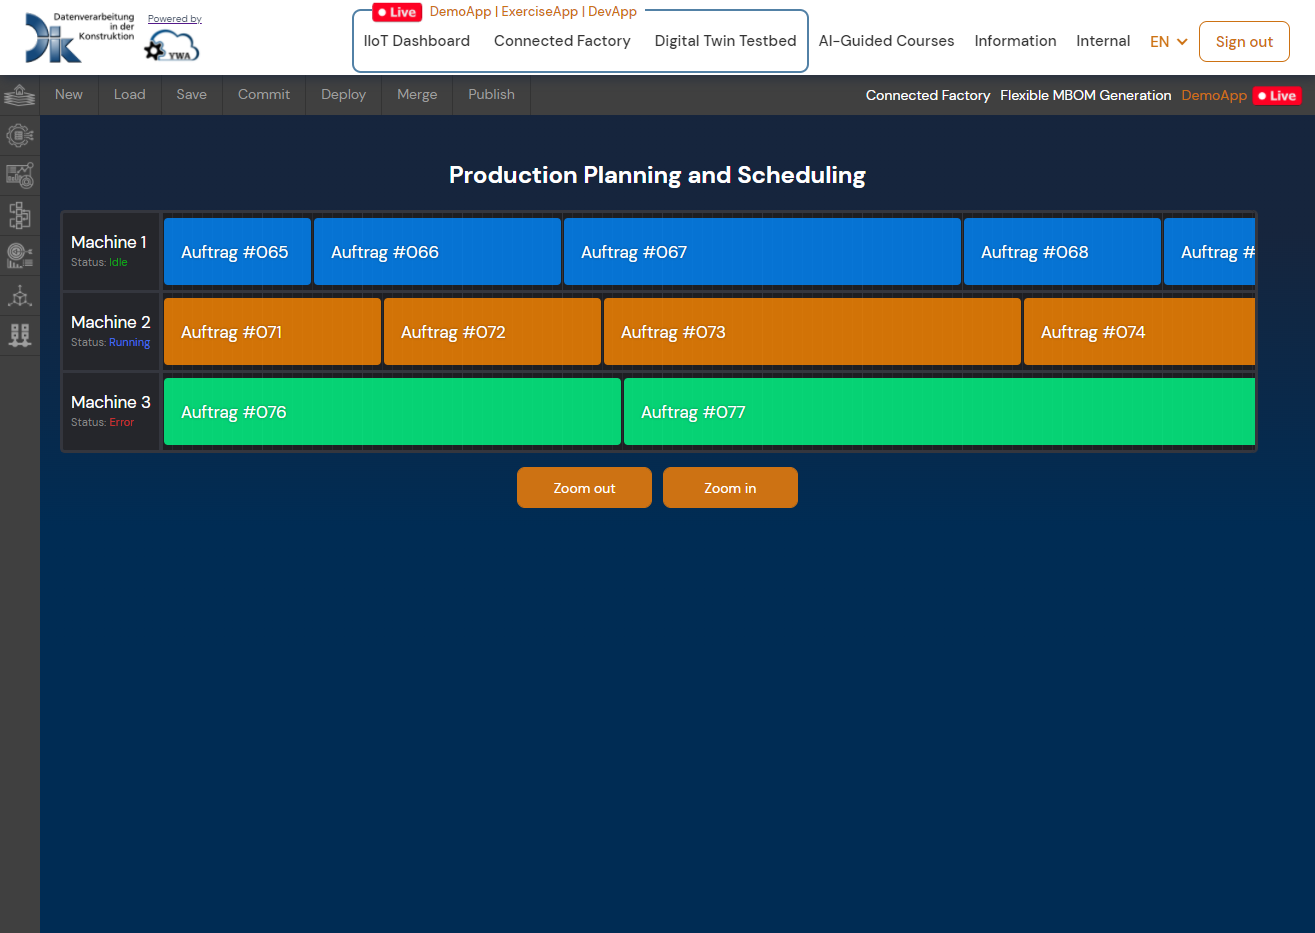 Datenverarbeitung
in der
Konstruktion
Powered by
YWA
Live DemoApp | ExerciseApp | DevApp
IIoT Dashboard Connected Factory Digital Twin Testbed AI-Guided Courses Information Internal EN Sign out
New Load Save Commit Deploy Merge Publish Connected Factory Flexible MBOM Generation DemoApp Live
Production Planning and Scheduling
Machine 1
Status: Idle
Auftrag #065 Auftrag #066 Auftrag #067 Auftrag #068 Auftrag #
Machine 2
Status: Running
Auftrag #071 Auftrag #072 Auftrag #073 Auftrag #074
Machine 3
Status: Error
Auftrag #076 Auftrag #077
Zoom out Zoom in